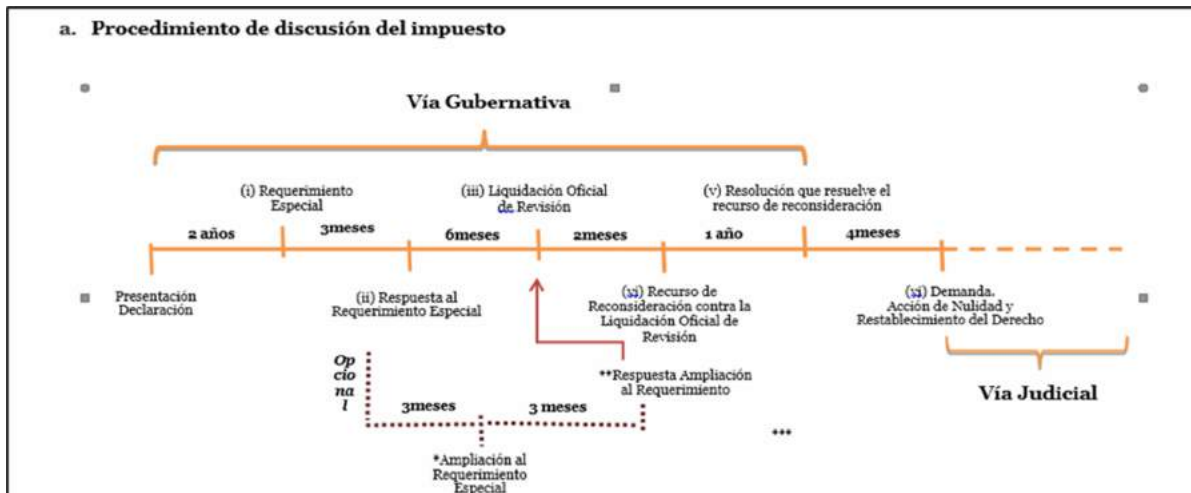 a. Procedimiento de discusión del impuesto
Vía Gubernativa
(i) Requerimiento
Especial
(iii) Liquidación Oficial
de Revisión
(v) Resolución que resuelve el
recurso de reconsideración
2 años
3meses
6meses
2meses
1 año
4meses
Presentación
Declaración
(ii) Respuesta al
Requerimiento Especial
(vi) Recurso de
Reconsideración contra la
Liquidación Oficial de
Revisión
(vi) Demanda.
Acción de Nulidad y
Restablecimiento del Derecho
Op
cio
na
l
**Respuesta Ampliación
al Requerimiento
Vía Judicial
3meses
3 meses
***
*Ampliación al
Requerimiento
Especial